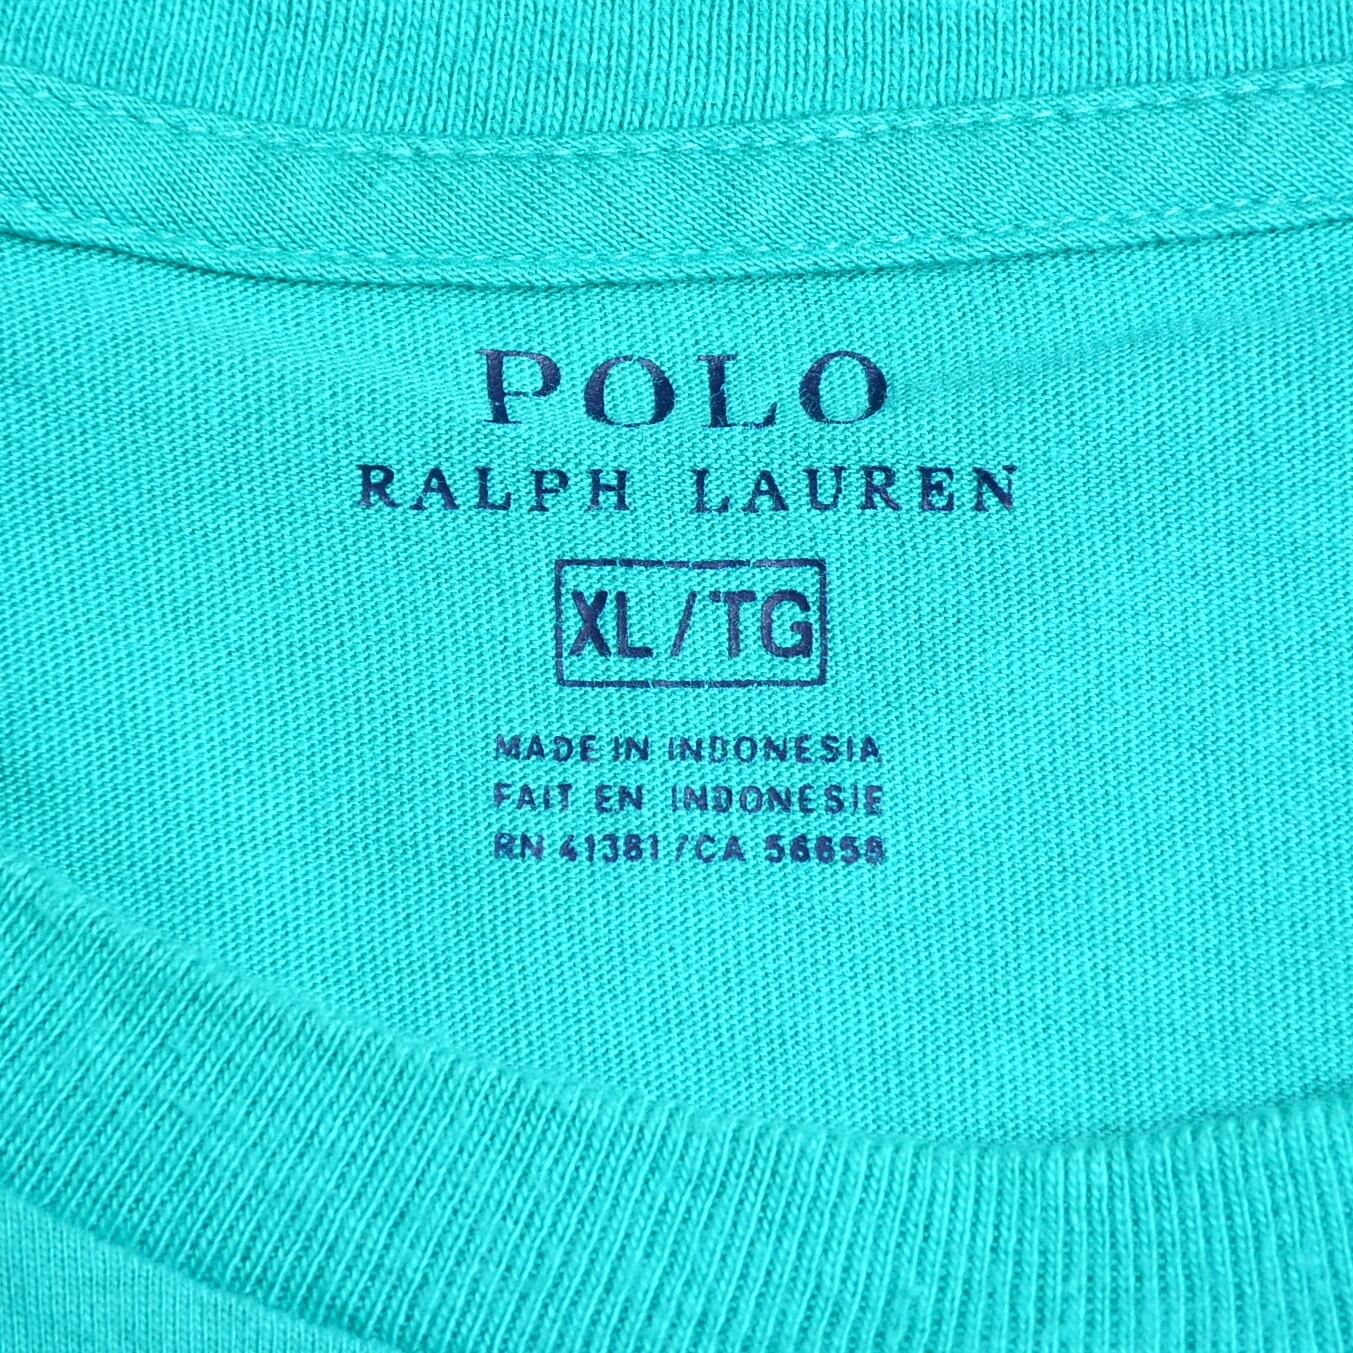 POLO
RALPH LAUREN
XL/TG
MADE IN INDONESIA
FAIT EN INDONESIE
RN 41381/CA 56658